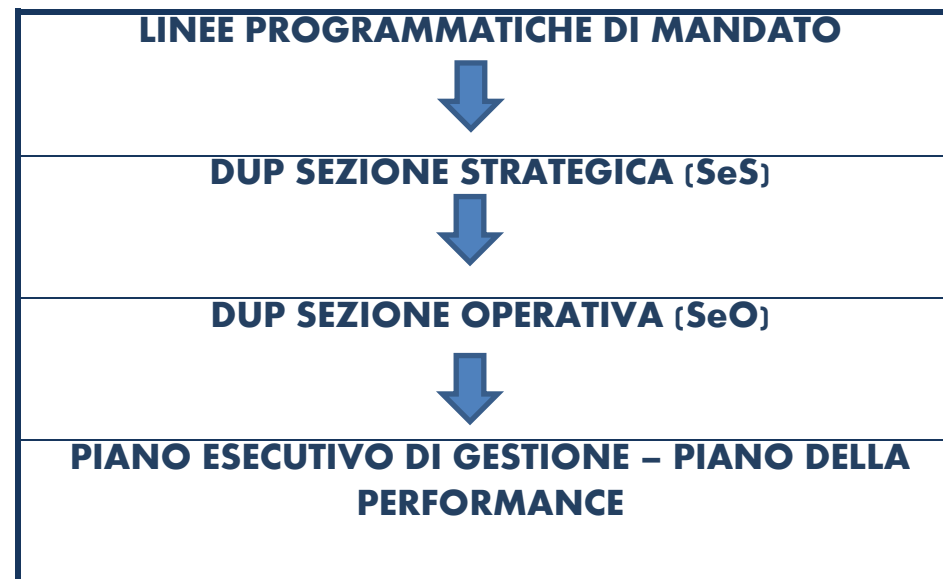 LINEE PROGRAMMATICHE DI MANDATO
DUP SEZIONE STRATEGICA (SeS)
DUP SEZIONE OPERATIVA (SeO)
PIANO ESECUTIVO DI GESTIONE – PIANO DELLA
PERFORMANCE